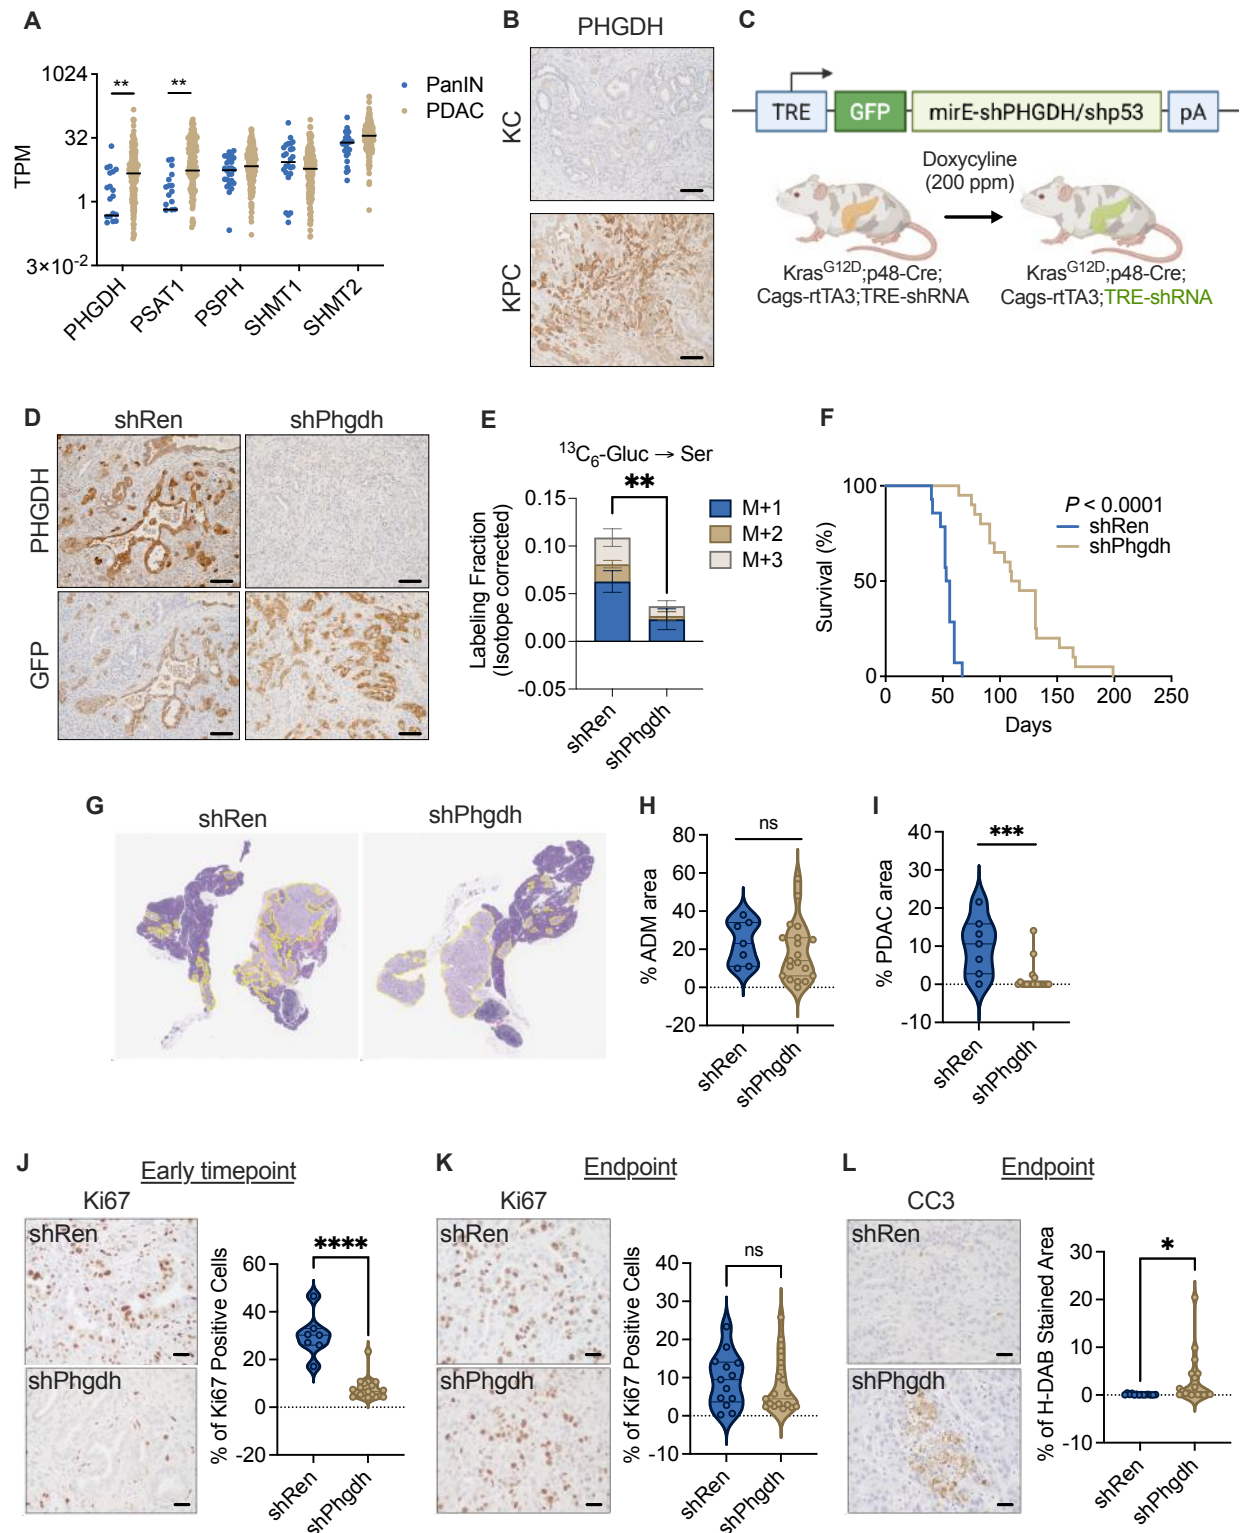 A
1024
32
1
3×10⁻²
TPM
** **
PanIN
PDAC
PHGDH
PSAT1
PSPH
SHMT1
SHMT2
B
PHGDH
KC
KPC
C
TRE
GFP
mirE-shPHGDH/shp53
pA
Doxycyline
(200 ppm)
Kras^G12D;p48-Cre;
Cags-rtTA3;TRE-shRNA
Kras^G12D;p48-Cre;
Cags-rtTA3;TRE-shRNA
D
shRen
shPhgdh
PHGDH
GFP
E
¹³C₆-Gluc → Ser
**
0.15
0.10
0.05
0.00
-0.05
Labeling Fraction
(Isotope corrected)
M+1
M+2
M+3
shRen
shPhgdh
F
100
50
0
Survival (%)
P < 0.0001
shRen
shPhgdh
0 50 100 150 200 250
Days
G
shRen
shPhgdh
H
ns
80
60
40
20
0
-20
% ADM area
shRen
shPhgdh
I
***
40
30
20
10
0
-10
% PDAC area
shRen
shPhgdh
J
Early timepoint
Ki67
shRen
shPhgdh
****
60
40
20
0
-20
% of Ki67 Positive Cells
shRen
shPhgdh
K
Endpoint
Ki67
shRen
shPhgdh
ns
40
30
20
10
0
-10
% of Ki67 Positive Cells
shRen
shPhgdh
L
Endpoint
CC3
shRen
shPhgdh
*
30
20
10
0
-10
% of H-DAB Stained Area
shRen
shPhgdh